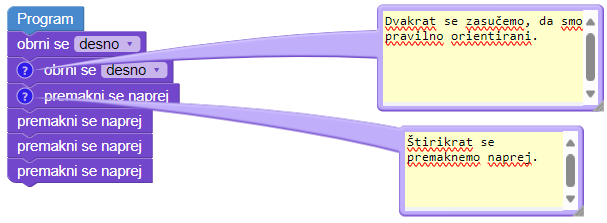 Program
obrni se desno
? obrni se desno
? premakni se naprej
premakni se naprej
premakni se naprej
premakni se naprej
Dvakrat se zasučemo, da smo
pravilno orientirani.
Štirikrat se
premaknemo naprej.